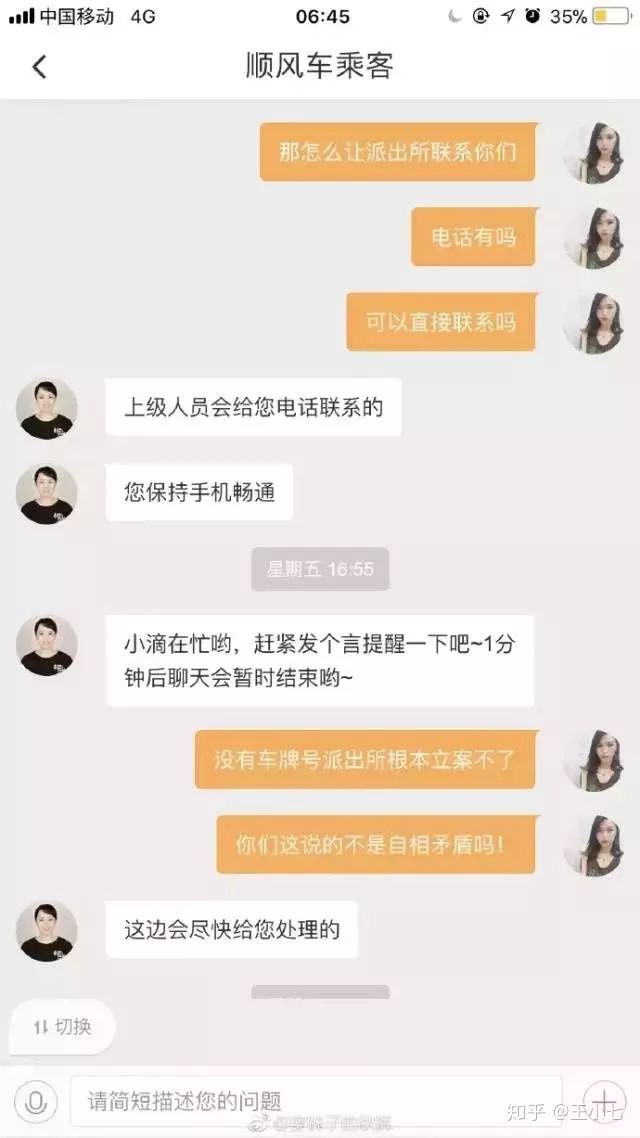 中国移动 4G 06:45 35%
顺风车乘客
那怎么让派出所联系你们
电话有吗
可以直接联系吗
上级人员会给您电话联系的
您保持手机畅通
星期五 16:55
小滴在忙哟，赶紧发个言提醒一下吧~1分
钟后聊天会暂时结束哟~
没有车牌号派出所根本立案不了
你们这说的不是自相矛盾吗！
这边会尽快给您处理的
切换
请简短描述您的问题
知乎 @王小七